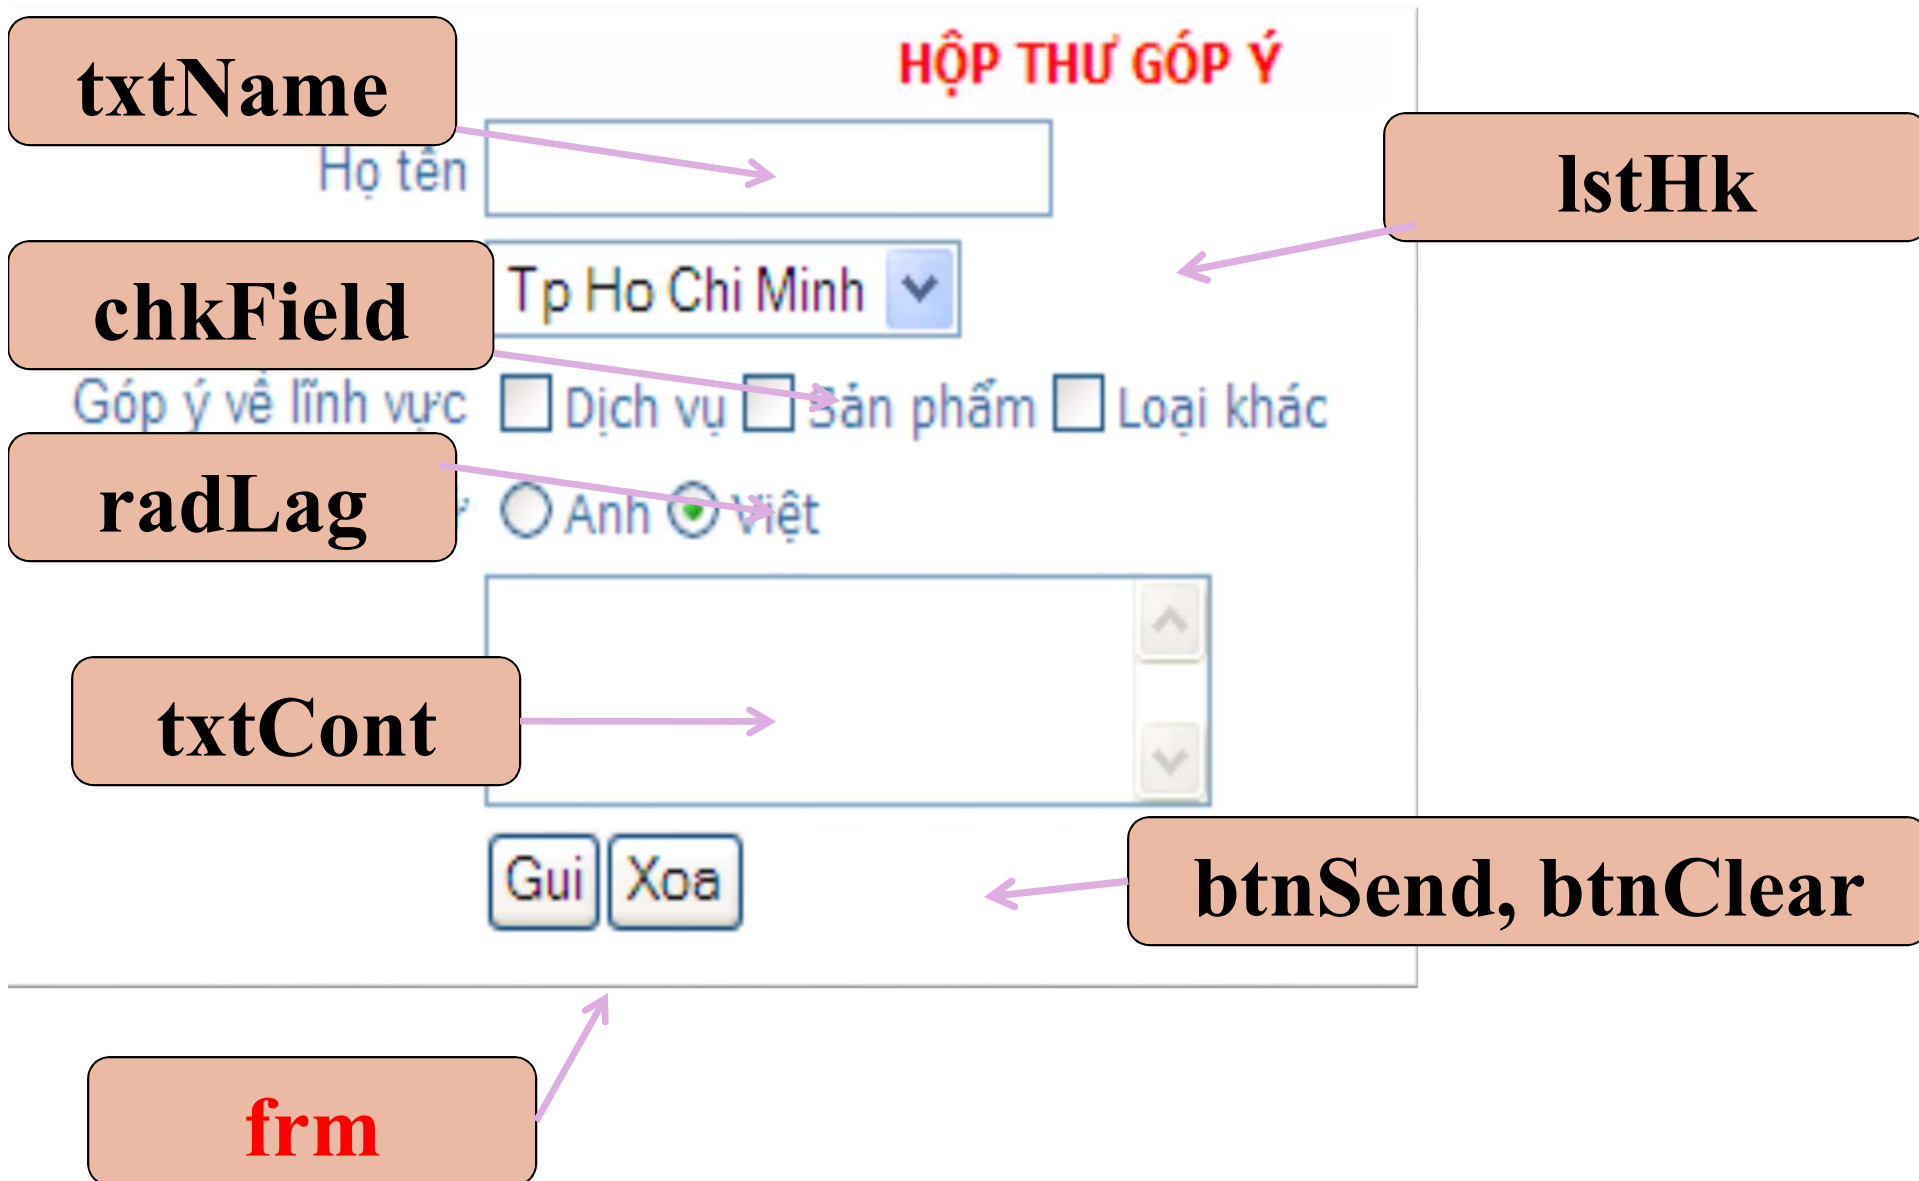 HỘP THƯ GÓP Ý
txtName
Họ tên
lstHk
chkField
Tp Ho Chi Minh
Góp ý về lĩnh vực Dịch vụ Sản phẩm Loại khác
radLag
Anh Việt
txtCont
Gui Xoa
btnSend, btnClear
frm